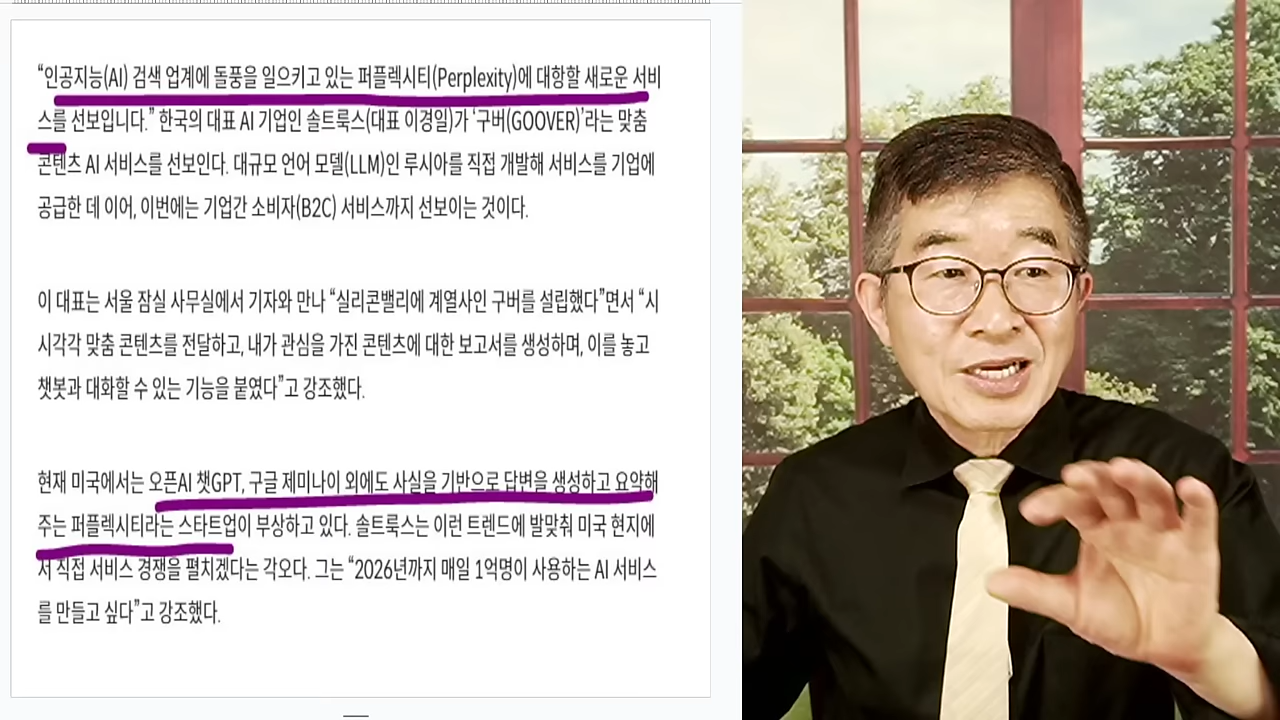 “인공지능(AI) 검색 업계에 돌풍을 일으키고 있는 퍼플렉시티(Perplexity)에 대항할 새로운 서비
스를 선보입니다.” 한국의 대표 AI 기업인 솔트룩스(대표 이경일)가 ‘구버(GOOVER)’라는 맞춤
콘텐츠 AI 서비스를 선보인다. 대규모 언어 모델(LLM)인 루시아를 직접 개발해 서비스를 기업에
공급한 데 이어, 이번에는 기업간 소비자(B2C) 서비스까지 선보이는 것이다.
이 대표는 서울 잠실 사무실에서 기자와 만나 “실리콘밸리에 계열사인 구버를 설립했다”면서 “시
시각각 맞춤 콘텐츠를 전달하고, 내가 관심을 가진 콘텐츠에 대한 보고서를 생성하며, 이를 놓고
챗봇과 대화할 수 있는 기능을 붙였다”고 강조했다.
현재 미국에서는 오픈AI 챗GPT, 구글 제미나이 외에도 사실을 기반으로 답변을 생성하고 요약해
주는 퍼플렉시티라는 스타트업이 부상하고 있다. 솔트룩스는 이런 트렌드에 발맞춰 미국 현지에
서 직접 서비스 경쟁을 펼치겠다는 각오다. 그는 “2026년까지 매일 1억명이 사용하는 AI 서비스
를 만들고 싶다”고 강조했다.